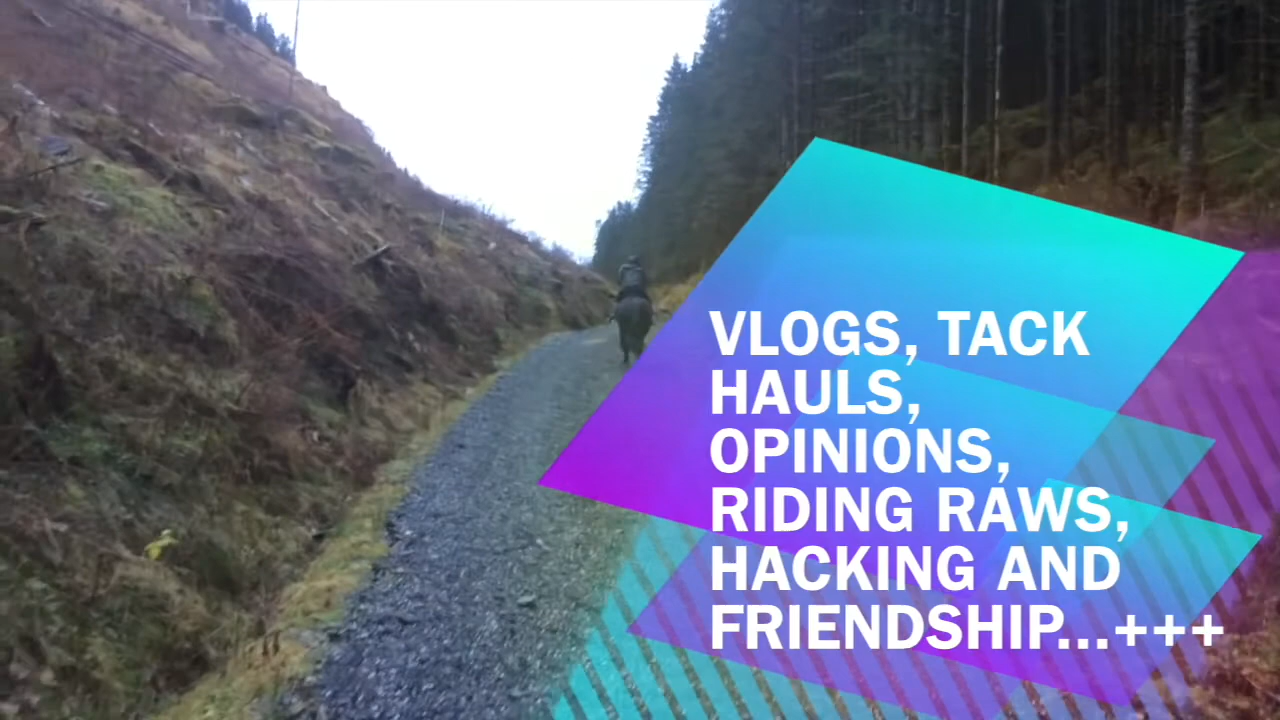 VLOGS, TACK
HAULS,
OPINIONS,
RIDING RAWS,
HACKING AND
FRIENDSHIP...+++